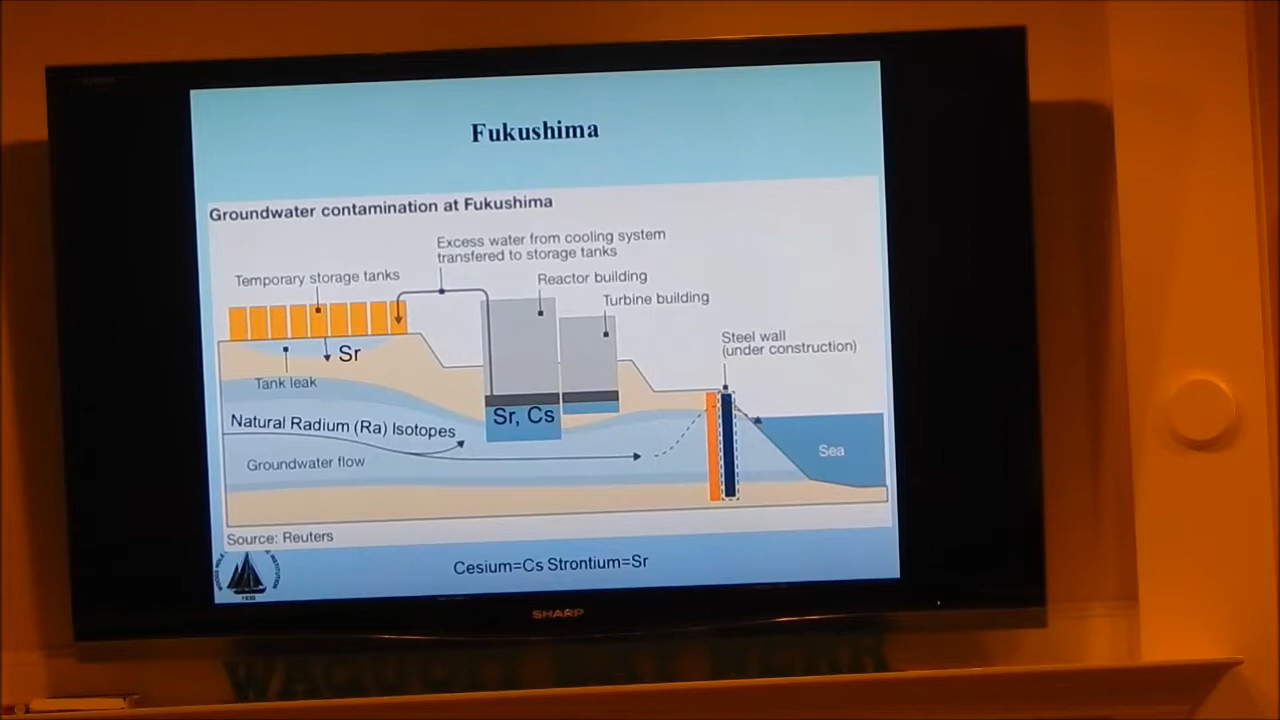 Fukushima
Groundwater contamination at Fukushima
Excess water from cooling system
transfered to storage tanks
Temporary storage tanks
Reactor building
Turbine building
Steel wall
(under construction)
Sr
Tank leak
Sr, Cs
Natural Radium (Ra) Isotopes
Groundwater flow
Sea
Source: Reuters
Cesium=Cs Strontium=Sr
1930
SHARP